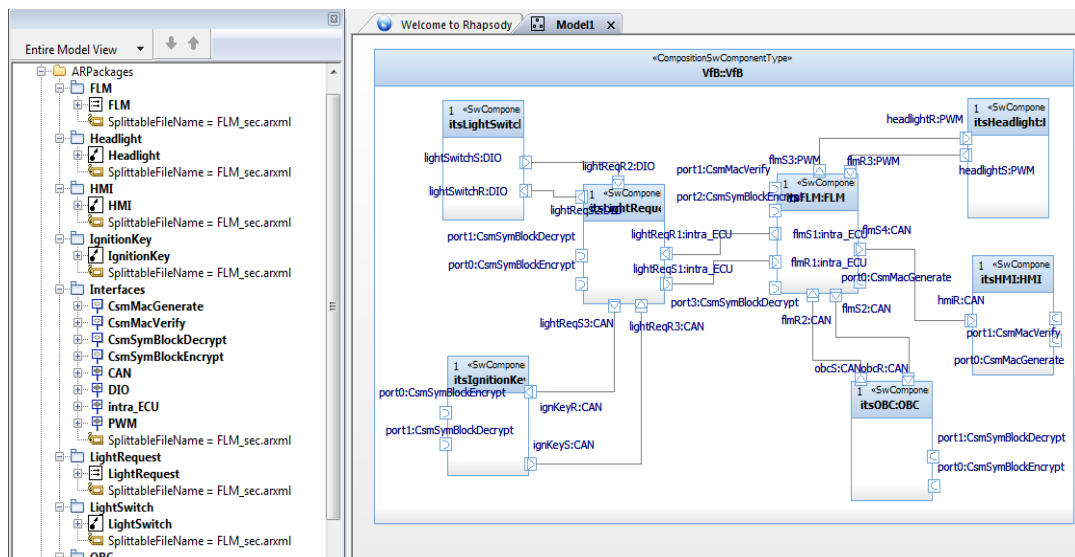 Entire Model View
ARPackages
FLM
FLM
SplittableFileName = FLM_sec.arxml
Headlight
Headlight
SplittableFileName = FLM_sec.arxml
HMI
HMI
SplittableFileName = FLM_sec.arxml
IgnitionKey
IgnitionKey
SplittableFileName = FLM_sec.arxml
Interfaces
CsmMacGenerate
CsmMacVerify
CsmSymBlockDecrypt
CsmSymBlockEncrypt
CAN
DIO
intra_ECU
PWM
SplittableFileName = FLM_sec.arxml
LightRequest
LightRequest
SplittableFileName = FLM_sec.arxml
LightSwitch
LightSwitch
SplittableFileName = FLM_sec.arxml
OBC
Welcome to Rhapsody
Model1 x
«CompositionSwComponentType»
VfB::VfB
1 «SwCompone
itsLightSwitcl
lightSwitchS:DIO
lightSwitchR:DIO
lightReqR2:DIO
1 «SwCompone
itsLightReque
port1:CsmSymBlockDecrypt
port0:CsmSymBlockEncrypt
lightReqR1:intra_ECU
lightReqS1:intra_ECU
lightReqS3:CAN
lightReqR3:CAN
1 «SwCompone
itsIgnitionKe
port0:CsmSymBlockEncrypt
port1:CsmSymBlockDecrypt
ignKeyR:CAN
ignKeyS:CAN
port1:CsmMacVerify
port2:CsmSymBlockEncrypt
flmS3:PWM
flmR3:PWM
1 «SwCompone
itsFLM:FLM
flmS1:intra_ECU
flmS4:CAN
flmR1:intra_ECU
port0:CsmMacGenerate
port3:CsmSymBlockDecrypt
flmR2:CAN
flmS2:CAN
headlightR:PWM
headlightS:PWM
1 «SwCompone
itsHeadlight:I
1 «SwCompone
itsHMI:HMI
hmiR:CAN
port1:CsmMacVerify
port0:CsmMacGenerate
obcS:CAN
obcR:CAN
1 «SwCompone
itsOBC:OBC
port1:CsmSymBlockDecrypt
port0:CsmSymBlockEncrypt